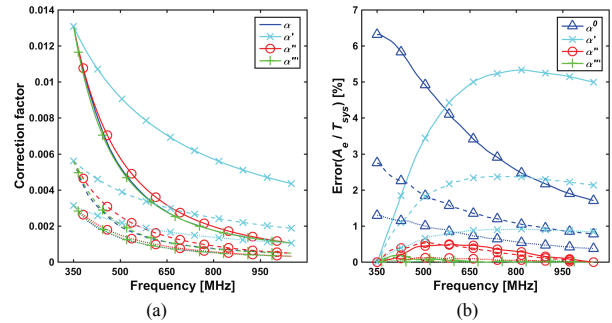 0.014
0.012
0.01
0.008
0.006
0.004
0.002
0
350
500
650
800
950
Correction factor
Frequency [MHz]
α
α'
α"
α'''
(a)
7
6
5
4
3
2
1
0
350
500
650
800
950
Error(A_e / T_sys) [%]
Frequency [MHz]
α⁰
α'
α"
α'''
(b)